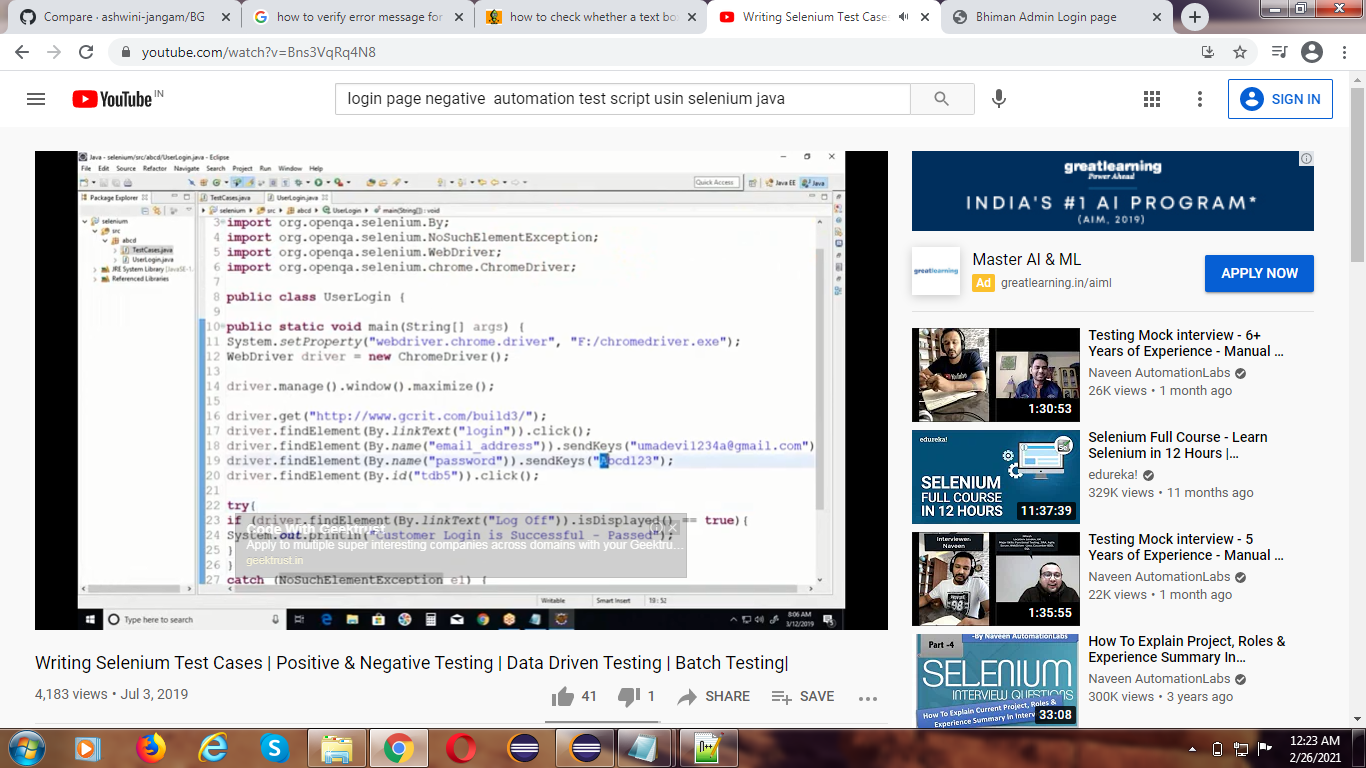 Compare · ashwini-jangam/BG
how to verify error message for
how to check whether a text bo
Writing Selenium Test Case
Bhiman Admin Login page
youtube.com/watch?v=Bns3VqRq4N8
YouTube IN
login page negative  automation test script usin selenium java
SIGN IN
Java - selenium/src/abcd/UserLogin.java - Eclipse
File Edit Source Refactor Navigate Search Project Run Window Help
Quick Access
Java EE
Java
Package Explorer
TestCases.java
UserLogin.java
selenium
src
abcd
UserLogin
main(String[]) : void
selenium
src
abcd
TestCases.java
UserLogin.java
JRE System Library [JavaSE-1.
Referenced Libraries
3 import org.openqa.selenium.By;
4 import org.openqa.selenium.NoSuchElementException;
5 import org.openqa.selenium.WebDriver;
6 import org.openqa.selenium.chrome.ChromeDriver;
7
8 public class UserLogin {
9
10 public static void main(String[] args) {
11 System.setProperty("webdriver.chrome.driver", "F:/chromedriver.exe");
12 WebDriver driver = new ChromeDriver();
13
14 driver.manage().window().maximize();
15
16 driver.get("http://www.gcrit.com/build3/");
17 driver.findElement(By.linkText("login")).click();
18 driver.findElement(By.name("email_address")).sendKeys("umadevi1234a@gmail.com")
19 driver.findElement(By.name("password")).sendKeys("Abcd123");
20 driver.findElement(By.id("tdb5")).click();
21
22 try{
23 if (driver.findElement(By.linkText("Log Off")).isDisplayed() == true){
24 System.out.println("Customer Login is Successful - Passed");
25 }
26 }
27 catch (NoSuchElementException e1) {
Code With Geektrust
Apply to multiple super interesting companies across domains with your Geektru...
geektrust.in
Writable
Smart Insert
19 : 52
Type here to search
8:06 AM
3/12/2019
Writing Selenium Test Cases | Positive & Negative Testing | Data Driven Testing | Batch Testing|
4,183 views • Jul 3, 2019
41
1
SHARE
SAVE
greatlearning
Power Ahead
INDIA'S #1 AI PROGRAM*
(AIM, 2019)
greatlearning
Master AI & ML
Ad greatlearning.in/aiml
APPLY NOW
1:30:53
Testing Mock interview - 6+
Years of Experience - Manual ...
Naveen AutomationLabs
26K views • 1 month ago
edureka!
SELENIUM
FULL COURSE
IN 12 HOURS
11:37:39
Selenium Full Course - Learn
Selenium in 12 Hours |...
edureka!
329K views • 11 months ago
Interviewer:
Naveen
1:35:55
Testing Mock interview - 5
Years of Experience - Manual ...
Naveen AutomationLabs
22K views • 1 month ago
Part -4
-By Naveen AutomationLabs
SELENIUM
INTERVIEW QUESTIONS
How To Explain Current Project, Roles &
Experience Summary In Interview
33:08
How To Explain Project, Roles &
Experience Summary In...
Naveen AutomationLabs
300K views • 3 years ago
12:23 AM
2/26/2021